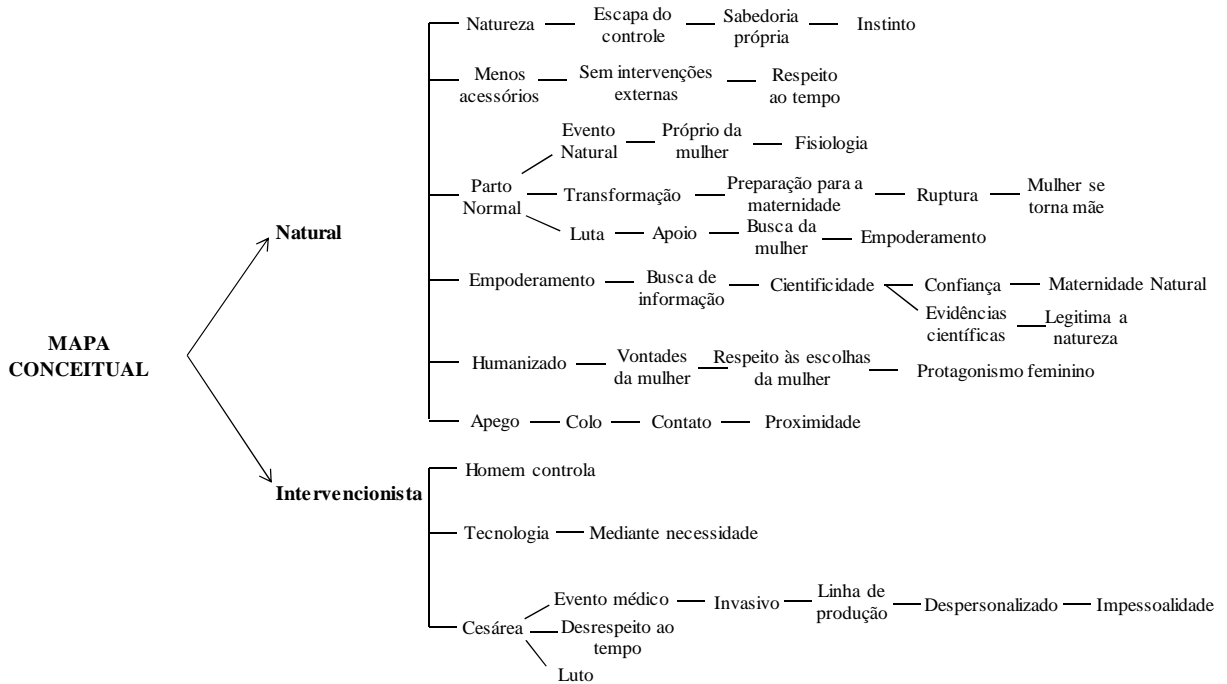 Natureza
Escapa do
controle
Sabedoria
própria
Instinto
Menos
acessórios
Sem intervenções
externas
Respeito
ao tempo
Evento
Natural
Próprio da
mulher
Fisiologia
Parto
Normal
Transformação
Preparação para a
maternidade
Ruptura
Mulher se
torna mãe
Luta
Apoio
Busca da
mulher
Empoderamento
Natural
Empoderamento
Busca de
informação
Cientificidade
Confiança
Maternidade Natural
Evidências
científicas
Legitima a
natureza
MAPA
CONCEITUAL
Humanizado
Vontades
da mulher
Respeito às escolhas
da mulher
Protagonismo feminino
Apego
Colo
Contato
Proximidade
Intervencionista
Homem controla
Tecnologia
Mediante necessidade
Cesárea
Evento médico
Invasivo
Linha de
produção
Despersonalizado
Impessoalidade
Desrespeito ao
tempo
Luto